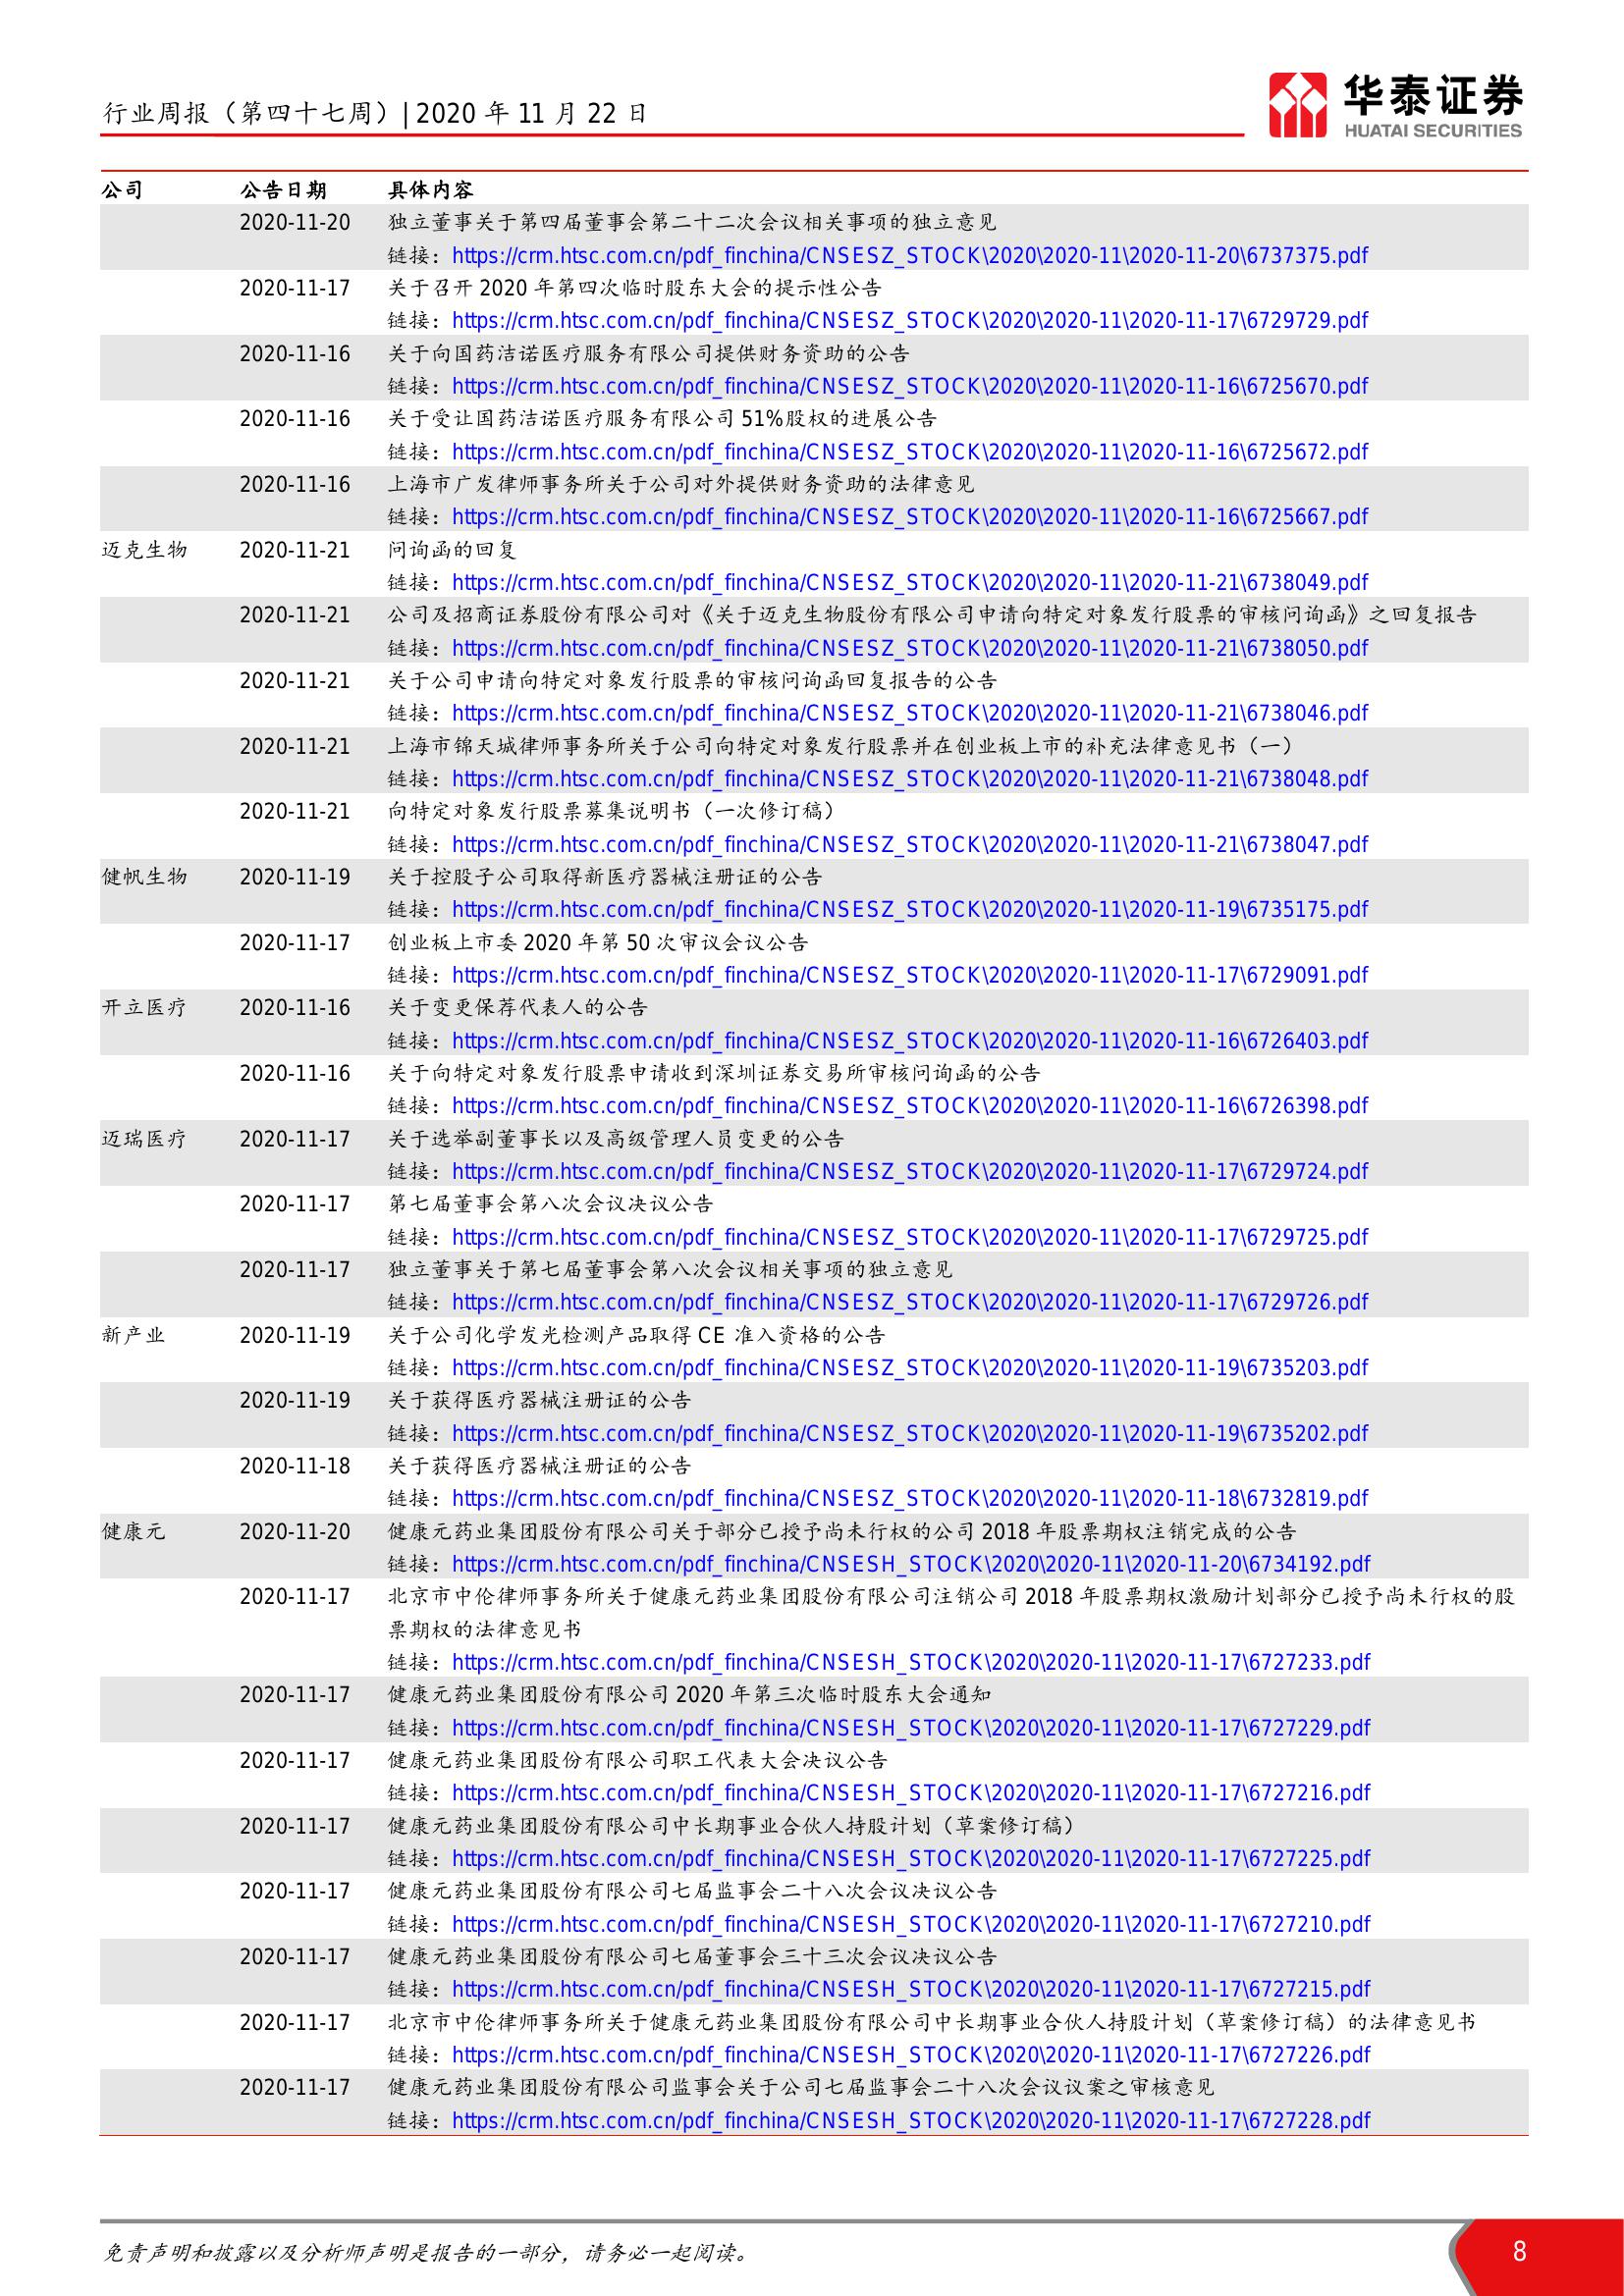 行业周报（第四十七周）| 2020 年 11 月 22 日
华泰证券
HUATAI SECURITIES
公司 公告日期 具体内容
2020-11-20 独立董事关于第四届董事会第二十二次会议相关事项的独立意见
链接：https://crm.htsc.com.cn/pdf_finchina/CNSESZ_STOCK\2020\2020-11\2020-11-20\6737375.pdf
2020-11-17 关于召开 2020 年第四次临时股东大会的提示性公告
链接：https://crm.htsc.com.cn/pdf_finchina/CNSESZ_STOCK\2020\2020-11\2020-11-17\6729729.pdf
2020-11-16 关于向国药洁诺医疗服务有限公司提供财务资助的公告
链接：https://crm.htsc.com.cn/pdf_finchina/CNSESZ_STOCK\2020\2020-11\2020-11-16\6725670.pdf
2020-11-16 关于受让国药洁诺医疗服务有限公司 51%股权的进展公告
链接：https://crm.htsc.com.cn/pdf_finchina/CNSESZ_STOCK\2020\2020-11\2020-11-16\6725672.pdf
2020-11-16 上海市广发律师事务所关于公司对外提供财务资助的法律意见
链接：https://crm.htsc.com.cn/pdf_finchina/CNSESZ_STOCK\2020\2020-11\2020-11-16\6725667.pdf
迈克生物 2020-11-21 问询函的回复
链接：https://crm.htsc.com.cn/pdf_finchina/CNSESZ_STOCK\2020\2020-11\2020-11-21\6738049.pdf
2020-11-21 公司及招商证券股份有限公司对《关于迈克生物股份有限公司申请向特定对象发行股票的审核问询函》之回复报告
链接：https://crm.htsc.com.cn/pdf_finchina/CNSESZ_STOCK\2020\2020-11\2020-11-21\6738050.pdf
2020-11-21 关于公司申请向特定对象发行股票的审核问询函回复报告的公告
链接：https://crm.htsc.com.cn/pdf_finchina/CNSESZ_STOCK\2020\2020-11\2020-11-21\6738046.pdf
2020-11-21 上海市锦天城律师事务所关于公司向特定对象发行股票并在创业板上市的补充法律意见书（一）
链接：https://crm.htsc.com.cn/pdf_finchina/CNSESZ_STOCK\2020\2020-11\2020-11-21\6738048.pdf
2020-11-21 向特定对象发行股票募集说明书（一次修订稿）
链接：https://crm.htsc.com.cn/pdf_finchina/CNSESZ_STOCK\2020\2020-11\2020-11-21\6738047.pdf
健帆生物 2020-11-19 关于控股子公司取得新医疗器械注册证的公告
链接：https://crm.htsc.com.cn/pdf_finchina/CNSESZ_STOCK\2020\2020-11\2020-11-19\6735175.pdf
2020-11-17 创业板上市委 2020 年第 50 次审议会议公告
链接：https://crm.htsc.com.cn/pdf_finchina/CNSESZ_STOCK\2020\2020-11\2020-11-17\6729091.pdf
开立医疗 2020-11-16 关于变更保荐代表人的公告
链接：https://crm.htsc.com.cn/pdf_finchina/CNSESZ_STOCK\2020\2020-11\2020-11-16\6726403.pdf
2020-11-16 关于向特定对象发行股票申请收到深圳证券交易所审核问询函的公告
链接：https://crm.htsc.com.cn/pdf_finchina/CNSESZ_STOCK\2020\2020-11\2020-11-16\6726398.pdf
迈瑞医疗 2020-11-17 关于选举副董事长以及高级管理人员变更的公告
链接：https://crm.htsc.com.cn/pdf_finchina/CNSESZ_STOCK\2020\2020-11\2020-11-17\6729724.pdf
2020-11-17 第七届董事会第八次会议决议公告
链接：https://crm.htsc.com.cn/pdf_finchina/CNSESZ_STOCK\2020\2020-11\2020-11-17\6729725.pdf
2020-11-17 独立董事关于第七届董事会第八次会议相关事项的独立意见
链接：https://crm.htsc.com.cn/pdf_finchina/CNSESZ_STOCK\2020\2020-11\2020-11-17\6729726.pdf
新产业 2020-11-19 关于公司化学发光检测产品取得 CE 准入资格的公告
链接：https://crm.htsc.com.cn/pdf_finchina/CNSESZ_STOCK\2020\2020-11\2020-11-19\6735203.pdf
2020-11-19 关于获得医疗器械注册证的公告
链接：https://crm.htsc.com.cn/pdf_finchina/CNSESZ_STOCK\2020\2020-11\2020-11-19\6735202.pdf
2020-11-18 关于获得医疗器械注册证的公告
链接：https://crm.htsc.com.cn/pdf_finchina/CNSESZ_STOCK\2020\2020-11\2020-11-18\6732819.pdf
健康元 2020-11-20 健康元药业集团股份有限公司关于部分已授予尚未行权的公司 2018 年股票期权注销完成的公告
链接：https://crm.htsc.com.cn/pdf_finchina/CNSESH_STOCK\2020\2020-11\2020-11-20\6734192.pdf
2020-11-17 北京市中伦律师事务所关于健康元药业集团股份有限公司注销公司 2018 年股票期权激励计划部分已授予尚未行权的股
票期权的法律意见书
链接：https://crm.htsc.com.cn/pdf_finchina/CNSESH_STOCK\2020\2020-11\2020-11-17\6727233.pdf
2020-11-17 健康元药业集团股份有限公司 2020 年第三次临时股东大会通知
链接：https://crm.htsc.com.cn/pdf_finchina/CNSESH_STOCK\2020\2020-11\2020-11-17\6727229.pdf
2020-11-17 健康元药业集团股份有限公司职工代表大会决议公告
链接：https://crm.htsc.com.cn/pdf_finchina/CNSESH_STOCK\2020\2020-11\2020-11-17\6727216.pdf
2020-11-17 健康元药业集团股份有限公司中长期事业合伙人持股计划（草案修订稿）
链接：https://crm.htsc.com.cn/pdf_finchina/CNSESH_STOCK\2020\2020-11\2020-11-17\6727225.pdf
2020-11-17 健康元药业集团股份有限公司七届监事会二十八次会议决议公告
链接：https://crm.htsc.com.cn/pdf_finchina/CNSESH_STOCK\2020\2020-11\2020-11-17\6727210.pdf
2020-11-17 健康元药业集团股份有限公司七届董事会三十三次会议决议公告
链接：https://crm.htsc.com.cn/pdf_finchina/CNSESH_STOCK\2020\2020-11\2020-11-17\6727215.pdf
2020-11-17 北京市中伦律师事务所关于健康元药业集团股份有限公司中长期事业合伙人持股计划（草案修订稿）的法律意见书
链接：https://crm.htsc.com.cn/pdf_finchina/CNSESH_STOCK\2020\2020-11\2020-11-17\6727226.pdf
2020-11-17 健康元药业集团股份有限公司监事会关于公司七届监事会二十八次会议议案之审核意见
链接：https://crm.htsc.com.cn/pdf_finchina/CNSESH_STOCK\2020\2020-11\2020-11-17\6727228.pdf
免责声明和披露以及分析师声明是报告的一部分，请务必一起阅读。 8